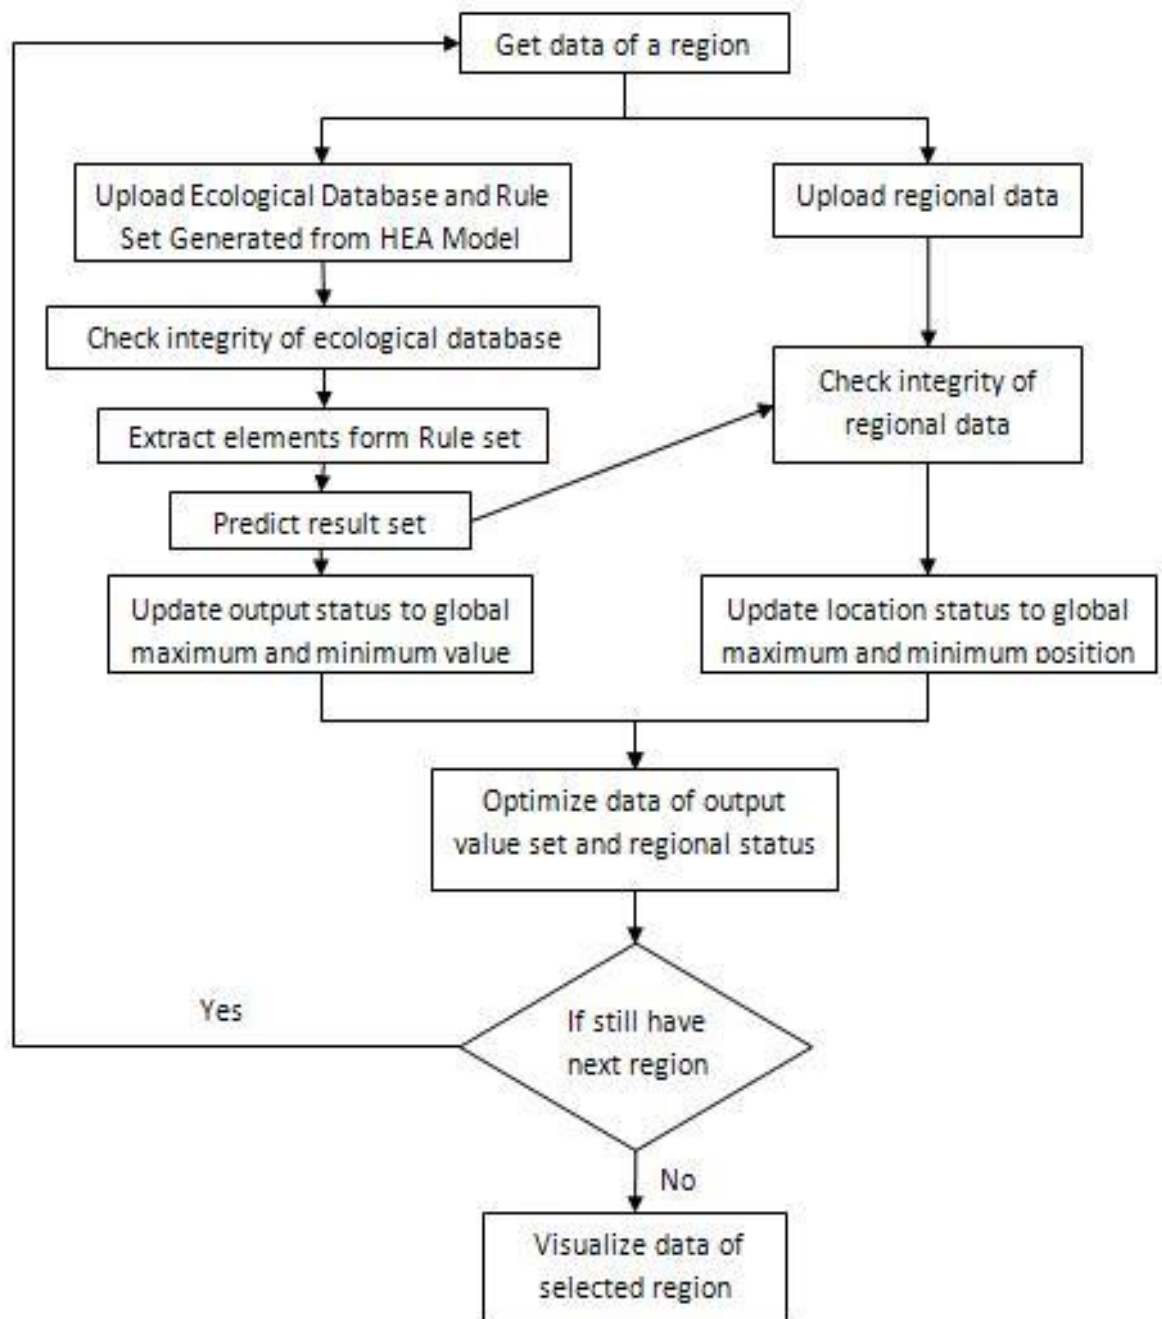 Get data of a region
Upload Ecological Database and Rule
Set Generated from HEA Model
Upload regional data
Check integrity of ecological database
Check integrity of
regional data
Extract elements form Rule set
Predict result set
Update output status to global
maximum and minimum value
Update location status to global
maximum and minimum position
Optimize data of output
value set and regional status
If still have
next region
Yes
No
Visualize data of
selected region